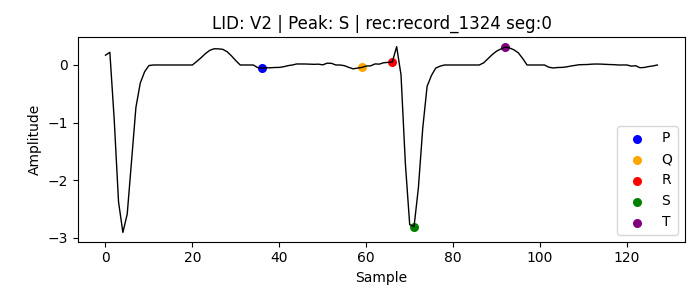 LID: V2 | Peak: S | rec:record_1324 seg:0
Amplitude
0
−1
−2
−3
0
20
40
60
80
100
120
Sample
P
Q
R
S
T